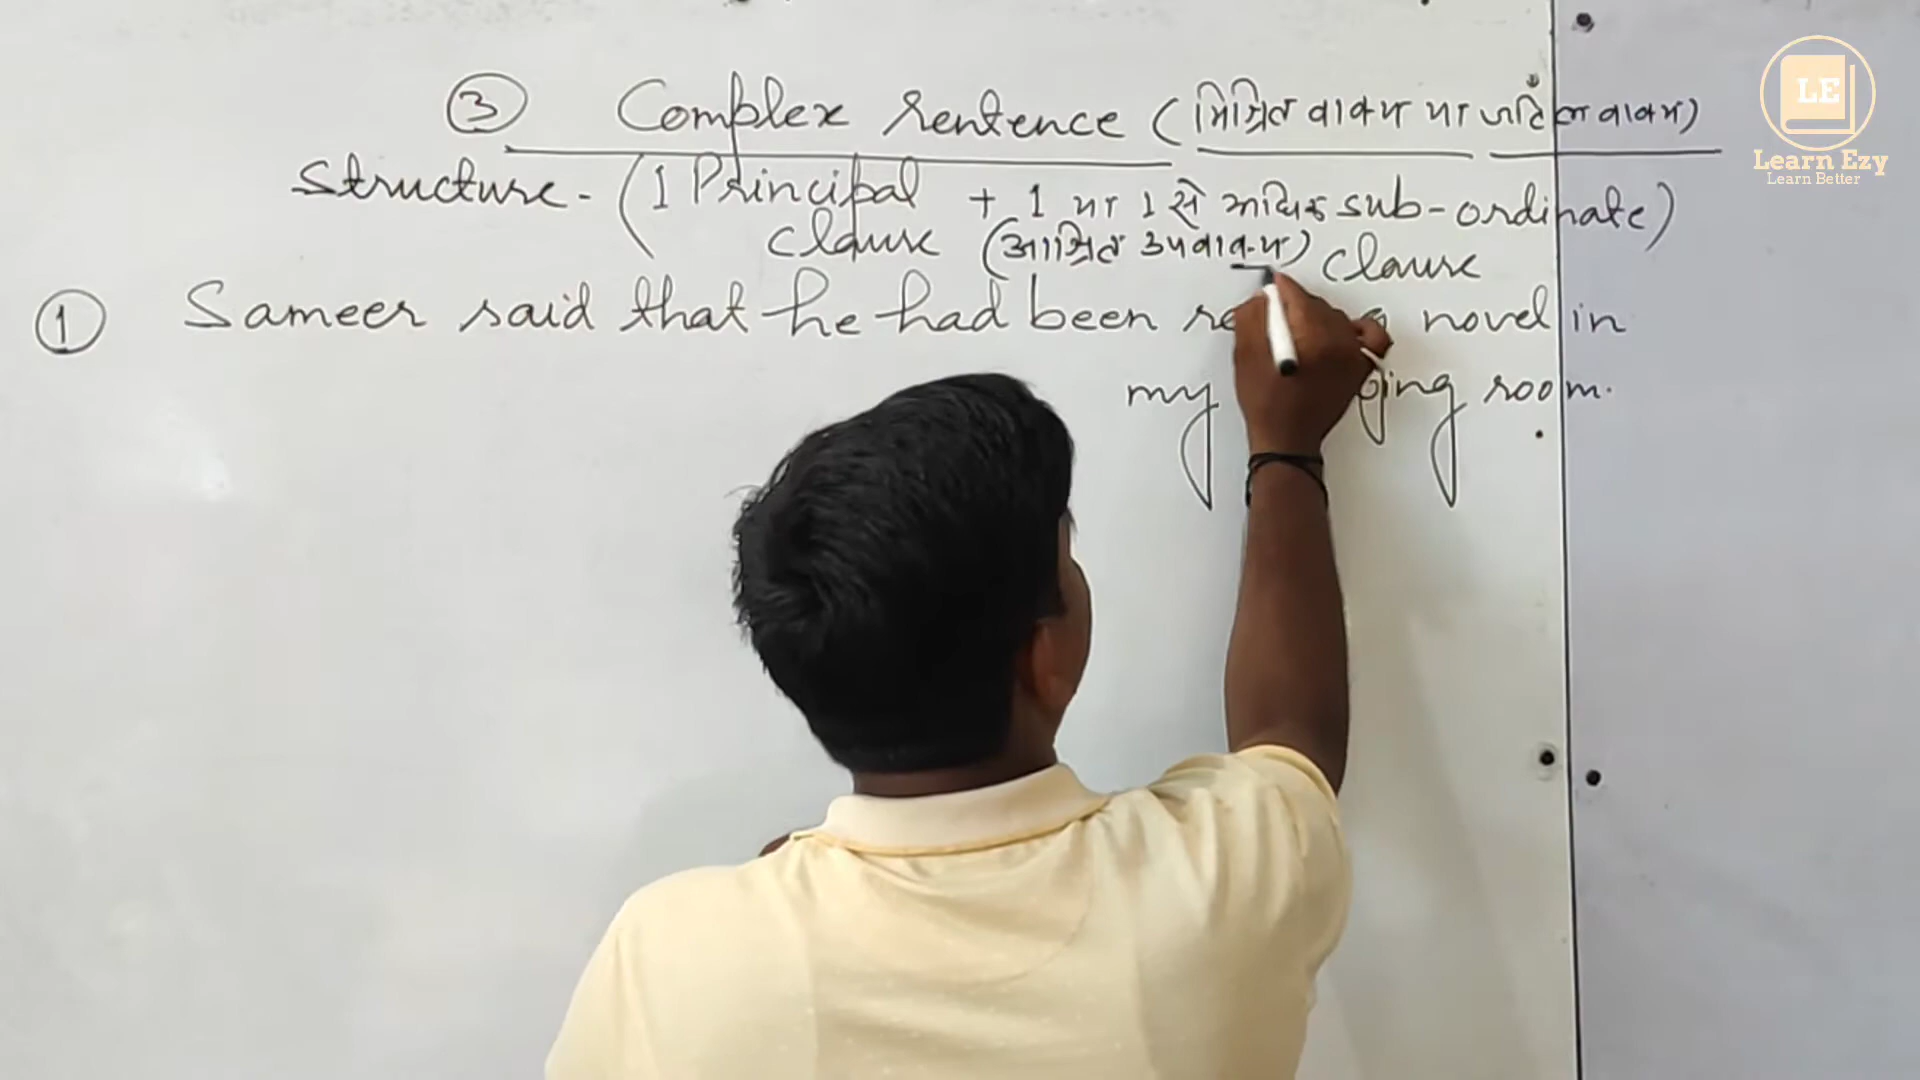 ③ Complex sentence (मिश्रित वाक्य या जटिल वाक्य)
Structure - (1 Principal + 1 या 1 से अधिक sub-ordinate)
clause (आश्रित उपवाक्य) clause
① Sameer said that he had been novel in
my room.
LE
Learn Ezy
Learn Better